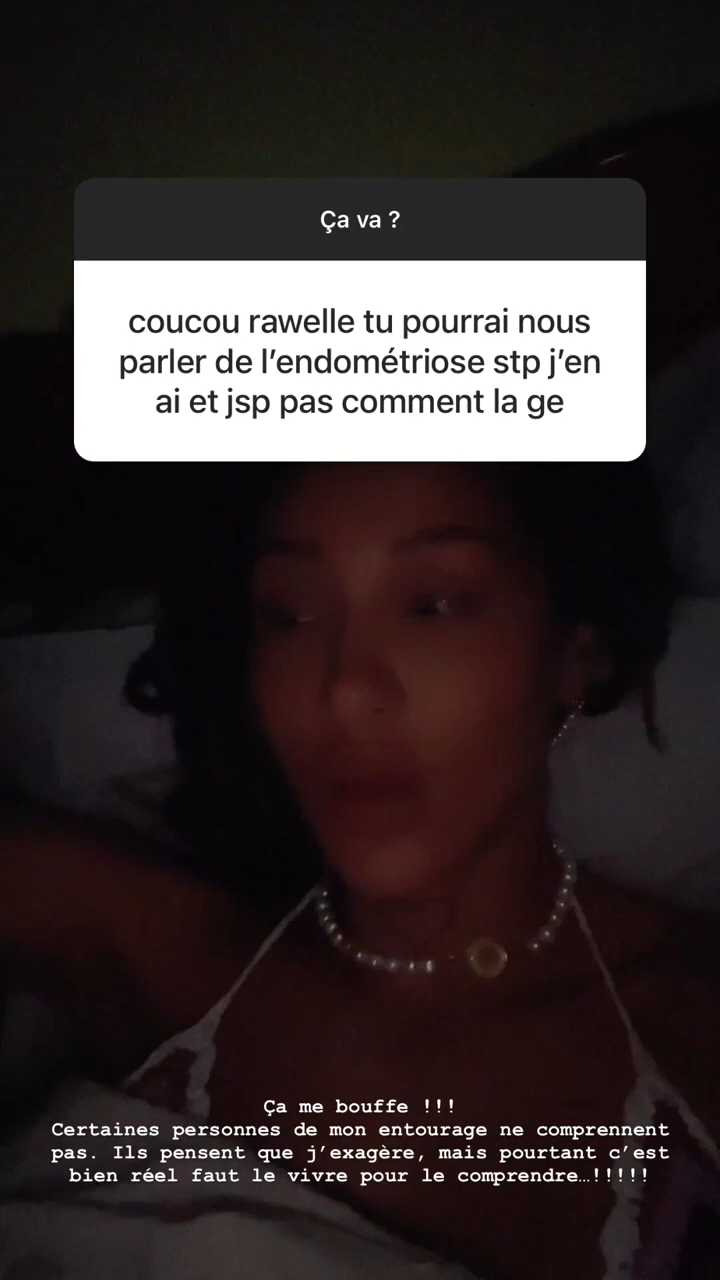 Ça va ?
coucou rawelle tu pourrai nous
parler de l’endométriose stp j’en
ai et jsp pas comment la ge
Ça me bouffe !!!
Certaines personnes de mon entourage ne comprennent
pas. Ils pensent que j’exagère, mais pourtant c’est
bien réel faut le vivre pour le comprendre…!!!!!